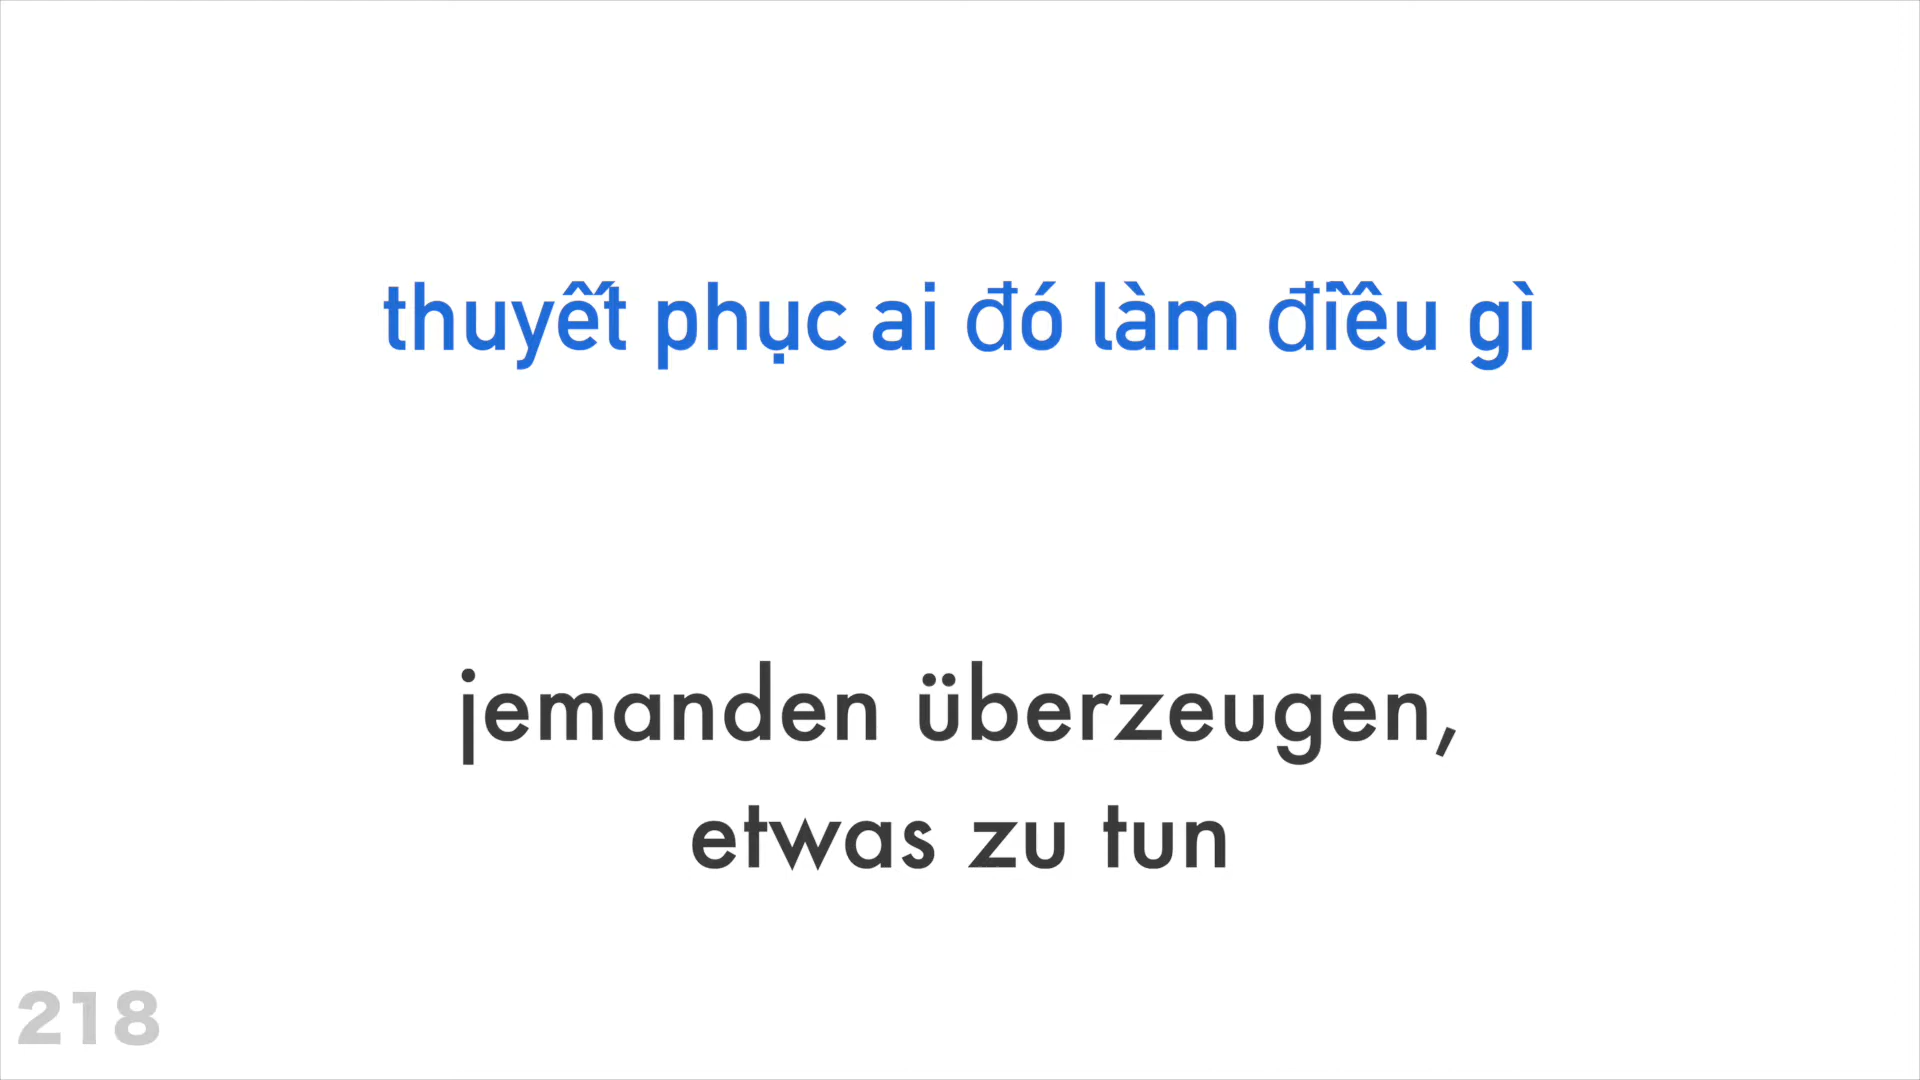 thuyết phục ai đó làm điều gì
jemanden überzeugen,
etwas zu tun
218